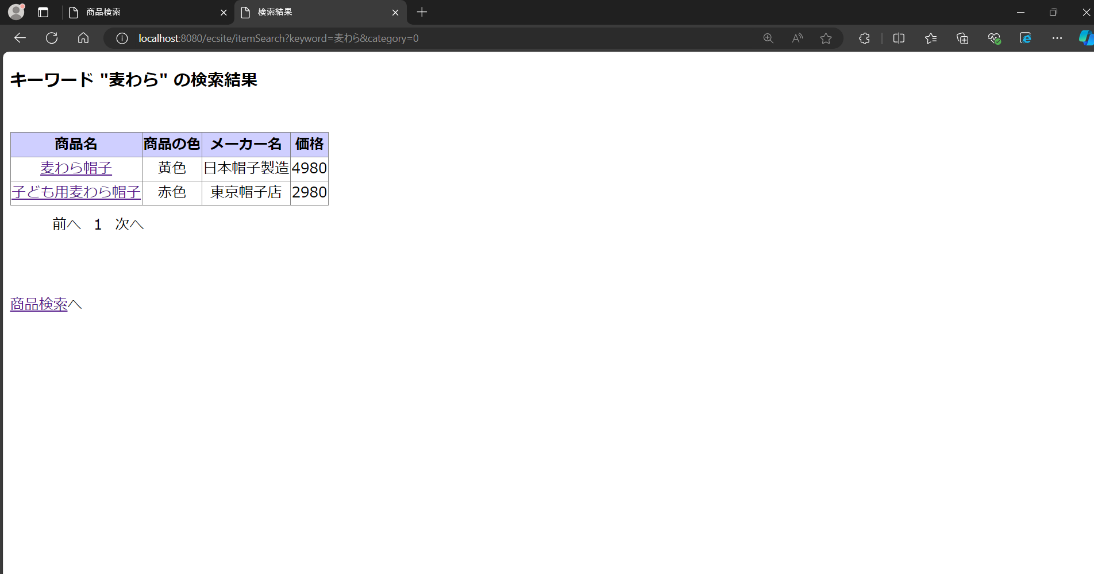 商品検索
検索結果
localhost:8080/ecsite/itemSearch?keyword=麦わら&category=0
キーワード "麦わら" の検索結果
商品名 商品の色 メーカー名 価格
麦わら帽子 黄色 日本帽子製造 4980
子ども用麦わら帽子 赤色 東京帽子店 2980
前へ 1 次へ
商品検索へ